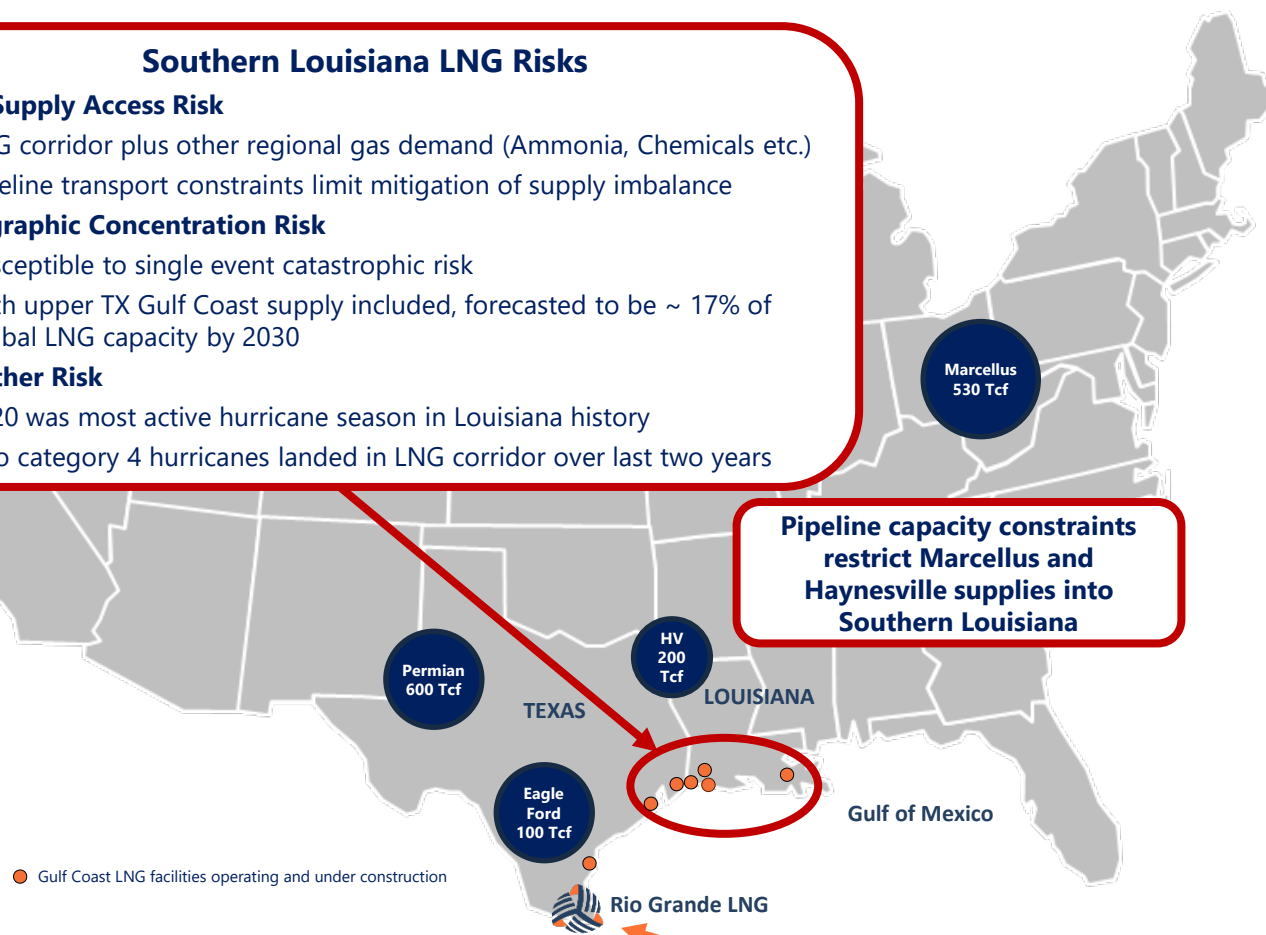 Southern Louisiana LNG Risks
Supply Access Risk
G corridor plus other regional gas demand (Ammonia, Chemicals etc.)
eline transport constraints limit mitigation of supply imbalance
graphic Concentration Risk
sceptible to single event catastrophic risk
th upper TX Gulf Coast supply included, forecasted to be ~ 17% of
bal LNG capacity by 2030
ther Risk
20 was most active hurricane season in Louisiana history
o category 4 hurricanes landed in LNG corridor over last two years
Marcellus
530 Tcf
Pipeline capacity constraints
restrict Marcellus and
Haynesville supplies into
Southern Louisiana
HV
200
Tcf
Permian
600 Tcf
LOUISIANA
TEXAS
Eagle
Ford
100 Tcf
Gulf of Mexico
Gulf Coast LNG facilities operating and under construction
Rio Grande LNG